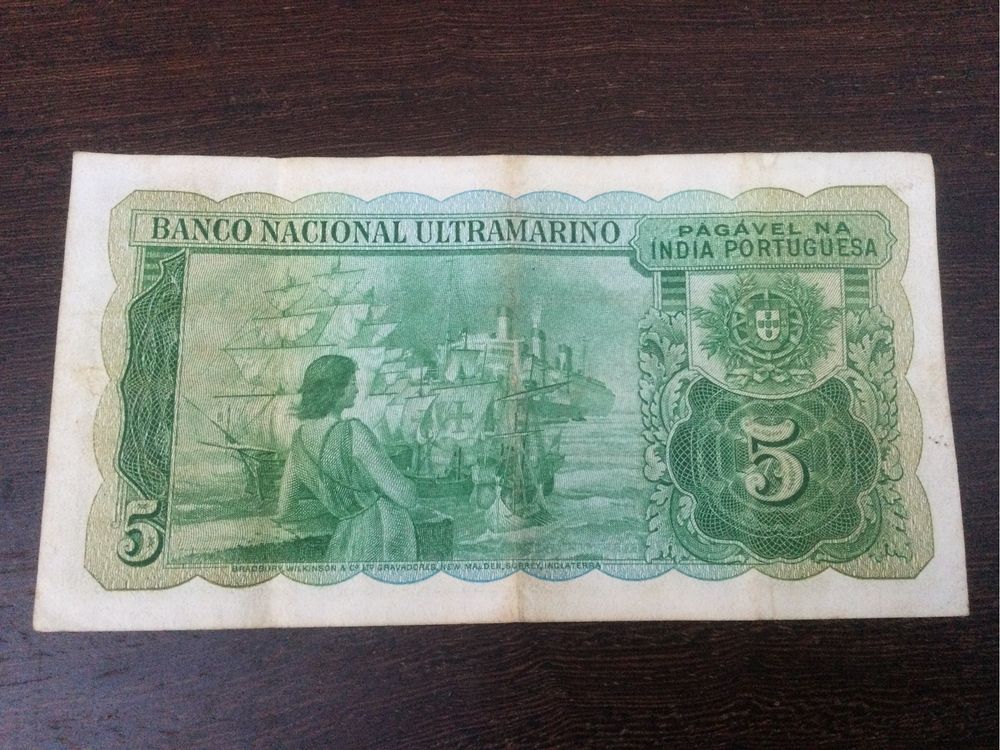 BANCO NACIONAL ULTRAMARINO
PAGÁVEL NA
ÍNDIA PORTUGUESA
5
5
BRADBURY, WILKINSON & Cº LTD GRAVADORES, NEW MALDEN, SURREY, INGLATERRA